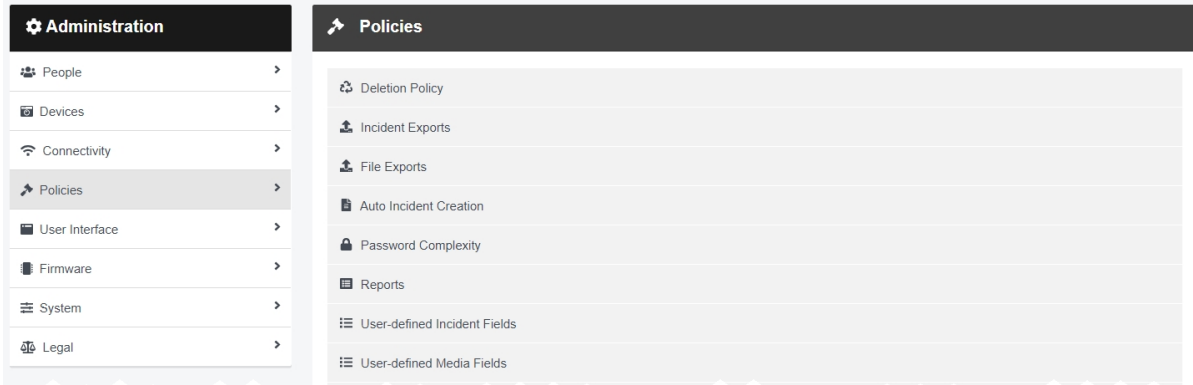 Administration
People
Devices
Connectivity
Policies
User Interface
Firmware
System
Legal
Policies
Deletion Policy
Incident Exports
File Exports
Auto Incident Creation
Password Complexity
Reports
User-defined Incident Fields
User-defined Media Fields